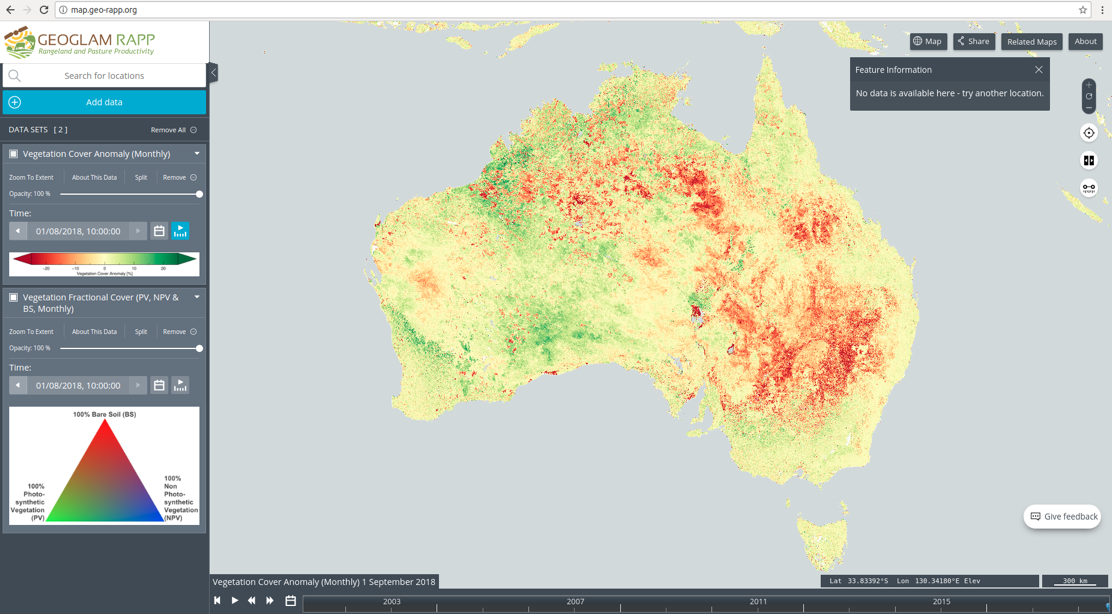 map.geo-rapp.org
GEOGLAM RAPP
Rangeland and Pasture Productivity
Search for locations
Add data
DATA SETS [ 2 ]
Remove All
Vegetation Cover Anomaly (Monthly)
Zoom To Extent
About This Data
Split
Remove
Opacity: 100 %
Time:
01/08/2018, 10:00:00
-20 -10 0 10 20
Vegetation Cover Anomaly [%]
Vegetation Fractional Cover (PV, NPV &
BS, Monthly)
Zoom To Extent
About This Data
Split
Remove
Opacity: 100 %
Time:
01/08/2018, 10:00:00
100% Bare Soil (BS)
100%
Photo-
synthetic
Vegetation
(PV)
100%
Non
Photo-
synthetic
Vegetation
(NPV)
Map
Share
Related Maps
About
Feature Information
No data is available here - try another location.
Give feedback
Vegetation Cover Anomaly (Monthly) 1 September 2018
Lat 33.83392°S Lon 130.34180°E Elev
300 km
2003
2007
2011
2015